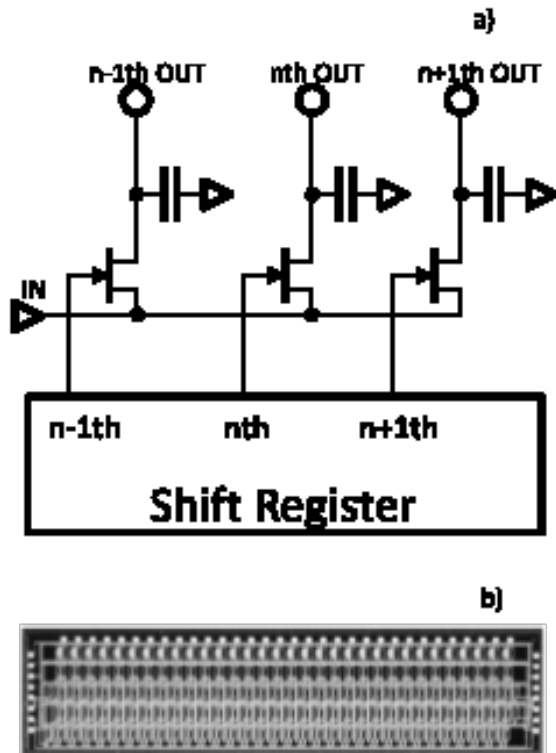 a)
n-1th OUT nth OUT n+1th OUT
IN
n-1th nth n+1th
Shift Register
b)